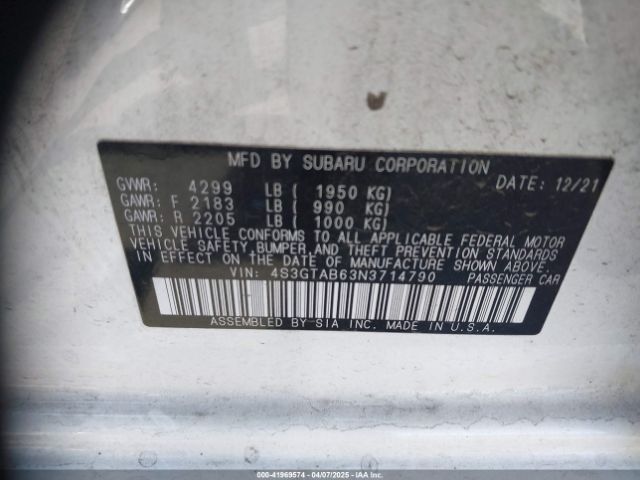 MFD BY SUBARU CORPORATION
GVWR: 4299 LB ( 1950 KG) DATE: 12/21
GAWR: F 2183 LB ( 990 KG)
GAWR: R 2205 LB ( 1000 KG)
THIS VEHICLE CONFORMS TO ALL APPLICABLE FEDERAL MOTOR
VEHICLE SAFETY, BUMPER, AND THEFT PREVENTION STANDARDS
IN EFFECT ON THE DATE OF MANUFACTURE SHOWN ABOVE.
VIN: 4S3GTAB63N3714790 PASSENGER CAR
ASSEMBLED BY SIA INC. MADE IN U.S.A.
000-41969574 04/07/2025 IAAI.COM